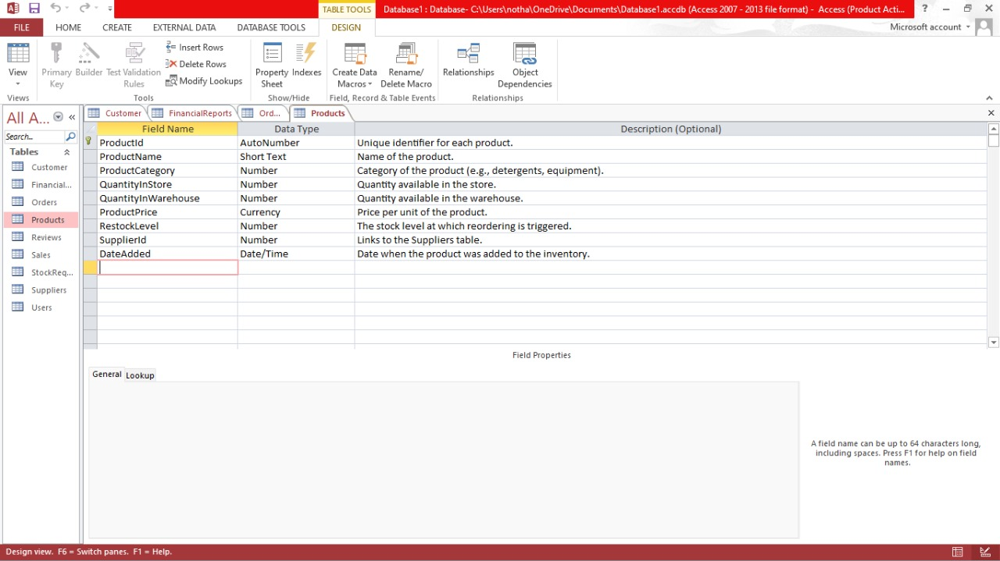 TABLE TOOLS
Database1 : Database- C:\Users\notha\OneDrive\Documents\Database1.accdb (Access 2007 - 2013 file format) - Access (Product Acti...
?
FILE HOME CREATE EXTERNAL DATA DATABASE TOOLS DESIGN Microsoft account
View
Primary Key
Builder
Test Validation Rules
Insert Rows
Delete Rows
Modify Lookups
Property Sheet
Indexes
Create Data Macros
Rename/ Delete Macro
Relationships
Object Dependencies
Views Tools Show/Hide Field, Record & Table Events Relationships
All A...
Search...
Tables
Customer
Financial...
Orders
Products
Reviews
Sales
StockReq...
Suppliers
Users
Customer FinancialReports Ord... Products
Field Name Data Type Description (Optional)
ProductId AutoNumber Unique identifier for each product.
ProductName Short Text Name of the product.
ProductCategory Number Category of the product (e.g., detergents, equipment).
QuantityInStore Number Quantity available in the store.
QuantityInWarehouse Number Quantity available in the warehouse.
ProductPrice Currency Price per unit of the product.
RestockLevel Number The stock level at which reordering is triggered.
SupplierId Number Links to the Suppliers table.
DateAdded Date/Time Date when the product was added to the inventory.
Field Properties
General Lookup
A field name can be up to 64 characters long,
including spaces. Press F1 for help on field
names.
Design view. F6 = Switch panes. F1 = Help.